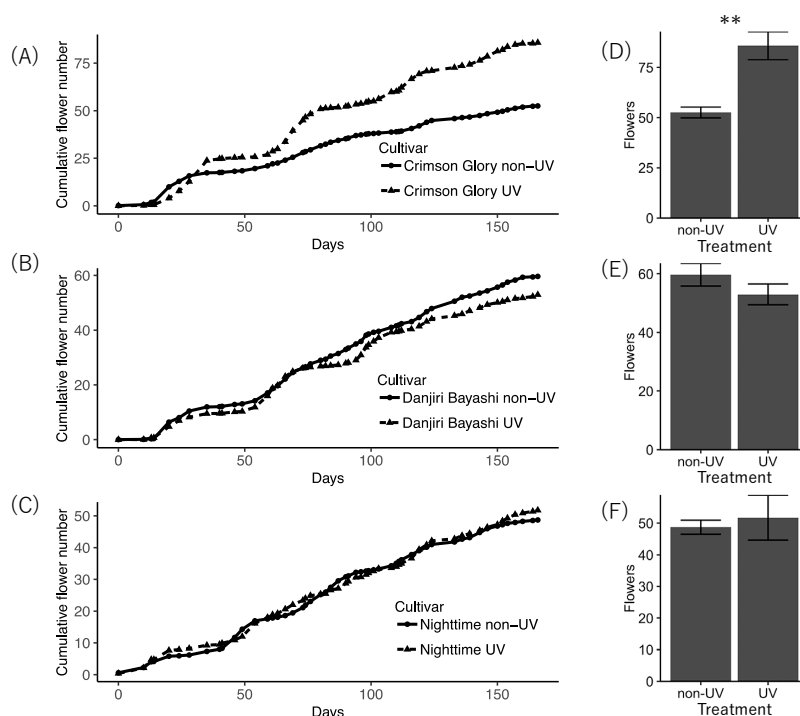 (A)
Cumulative flower number
75
50
25
0
0
50
100
150
Days
Cultivar
Crimson Glory non−UV
Crimson Glory UV
(D)
**
Flowers
75
50
75
0
non-UV
UV
Treatment
(B)
Cumulative flower number
60
40
20
0
0
50
100
150
Days
Cultivar
Danjiri Bayashi non−UV
Danjiri Bayashi UV
(E)
Flowers
60
50
60
0
non-UV
UV
Treatment
(C)
Cumulative flower number
50
40
30
20
10
0
0
50
100
150
Days
Cultivar
Nighttime non−UV
Nighttime UV
(F)
Flowers
50
40
30
20
10
0
non-UV
UV
Treatment